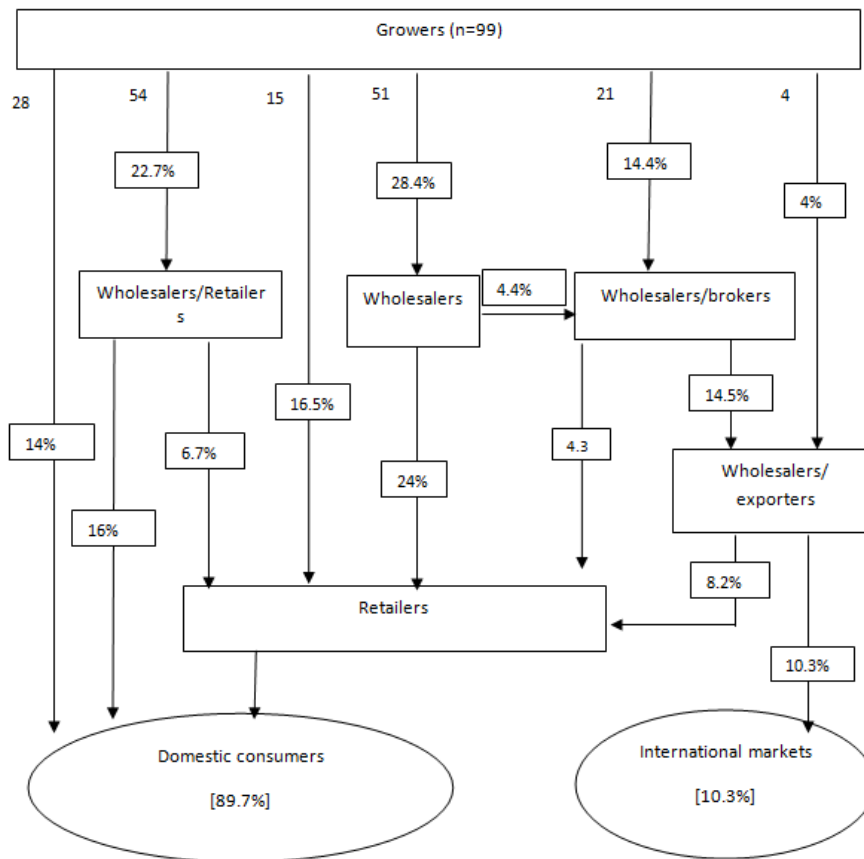 Growers (n=99)
28
54
15
51
21
4
22.7%
28.4%
14.4%
4%
Wholesalers/Retailer
s
Wholesalers
4.4%
Wholesalers/brokers
14%
16%
6.7%
16.5%
24%
4.3
14.5%
Wholesalers/
exporters
8.2%
10.3%
Retailers
Domestic consumers
[89.7%]
International markets
[10.3%]